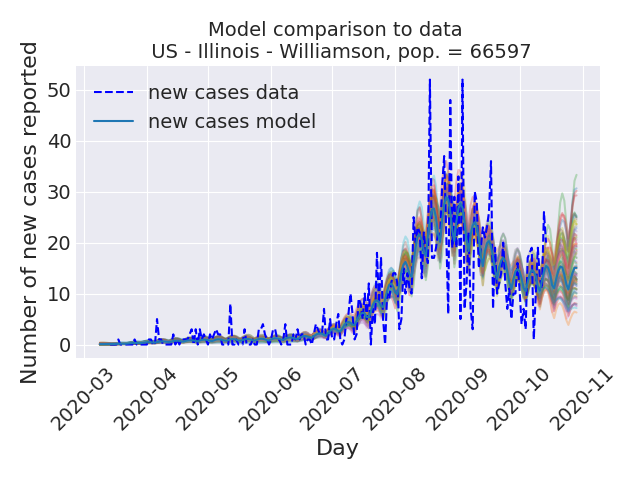 Model comparison to data
US - Illinois - Williamson, pop. = 66597
Number of new cases reported
50
40
30
20
10
0
new cases data
new cases model
2020-03
2020-04
2020-05
2020-06
2020-07
2020-08
2020-09
2020-10
2020-11
Day